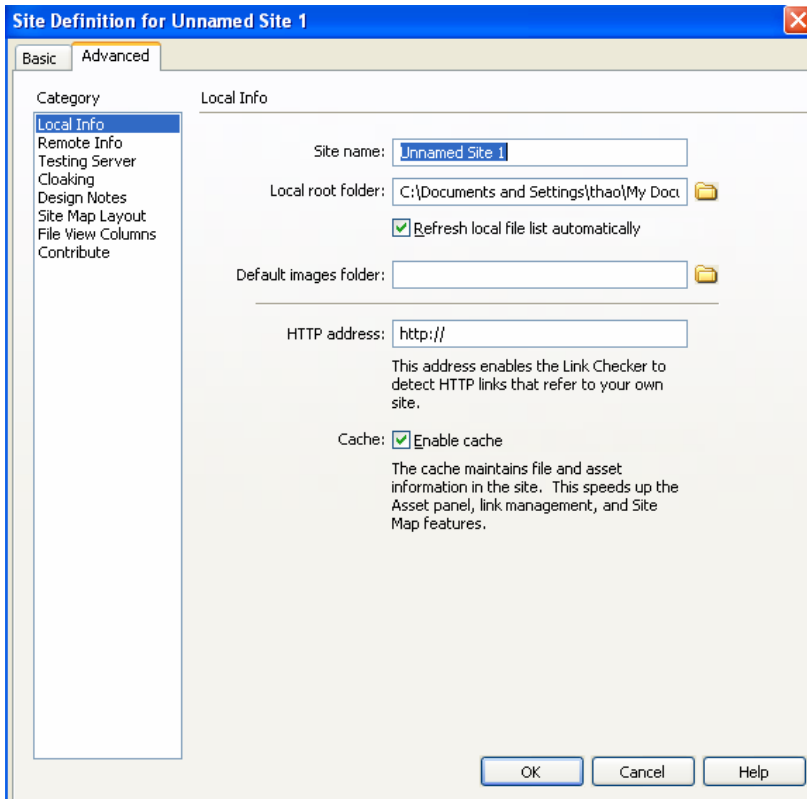 Site Definition for Unnamed Site 1
Basic
Advanced
Category
Local Info
Remote Info
Testing Server
Cloaking
Design Notes
Site Map Layout
File View Columns
Contribute
Local Info
Site name: Unnamed Site 1
Local root folder: C:\Documents and Settings\thao\My Docu
Refresh local file list automatically
Default images folder:
HTTP address: http://
This address enables the Link Checker to
detect HTTP links that refer to your own
site.
Cache: Enable cache
The cache maintains file and asset
information in the site. This speeds up the
Asset panel, link management, and Site
Map features.
OK
Cancel
Help